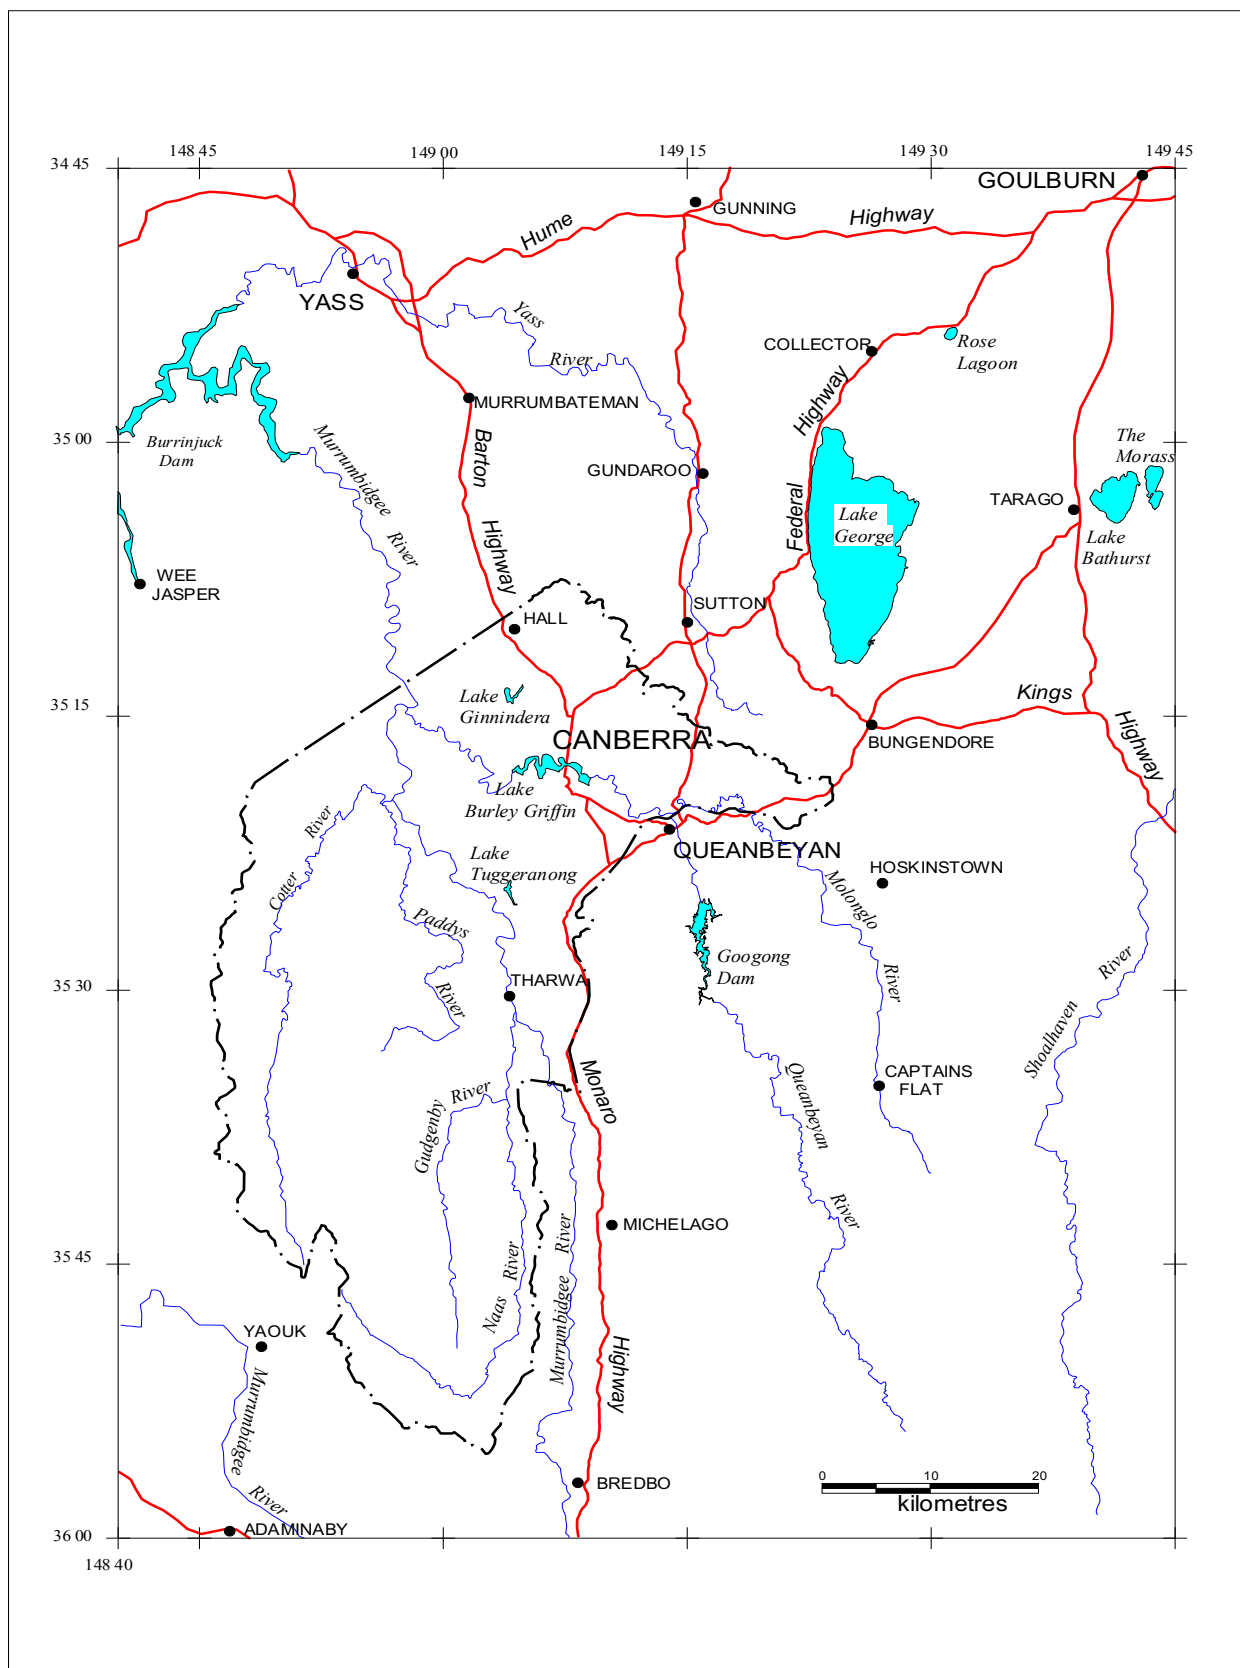 148 45
149 00
149 15
149 30
149 45
34 45
GOULBURN
GUNNING
Hume
Highway
YASS
Yass
River
COLLECTOR
Rose
Lagoon
Highway
MURRUMBATEMAN
35 00
Burrinjuck
Dam
Murrumbidgee
River
Barton
Highway
GUNDAROO
The
Morass
Federal
Lake
George
TARAGO
Lake
Bathurst
WEE
JASPER
SUTTON
HALL
Lake
Ginnindera
Kings
Highway
35 15
CANBERRA
BUNGENDORE
Lake
Burley Griffin
River
Cotter
QUEANBEYAN
Lake
Tuggeranong
HOSKINSTOWN
Molonglo
River
Paddys
River
Googong
Dam
River
Shoalhaven
THARWA
35 30
Monaro
Highway
CAPTAINS
FLAT
Queanbeyan
River
River
Gudgenby
MICHELAGO
River
Murrumbidgee
River
Naas
35 45
YAOUK
Murrumbidgee
River
BREDBO
0
10
20
kilometres
ADAMINABY
36 00
148 40